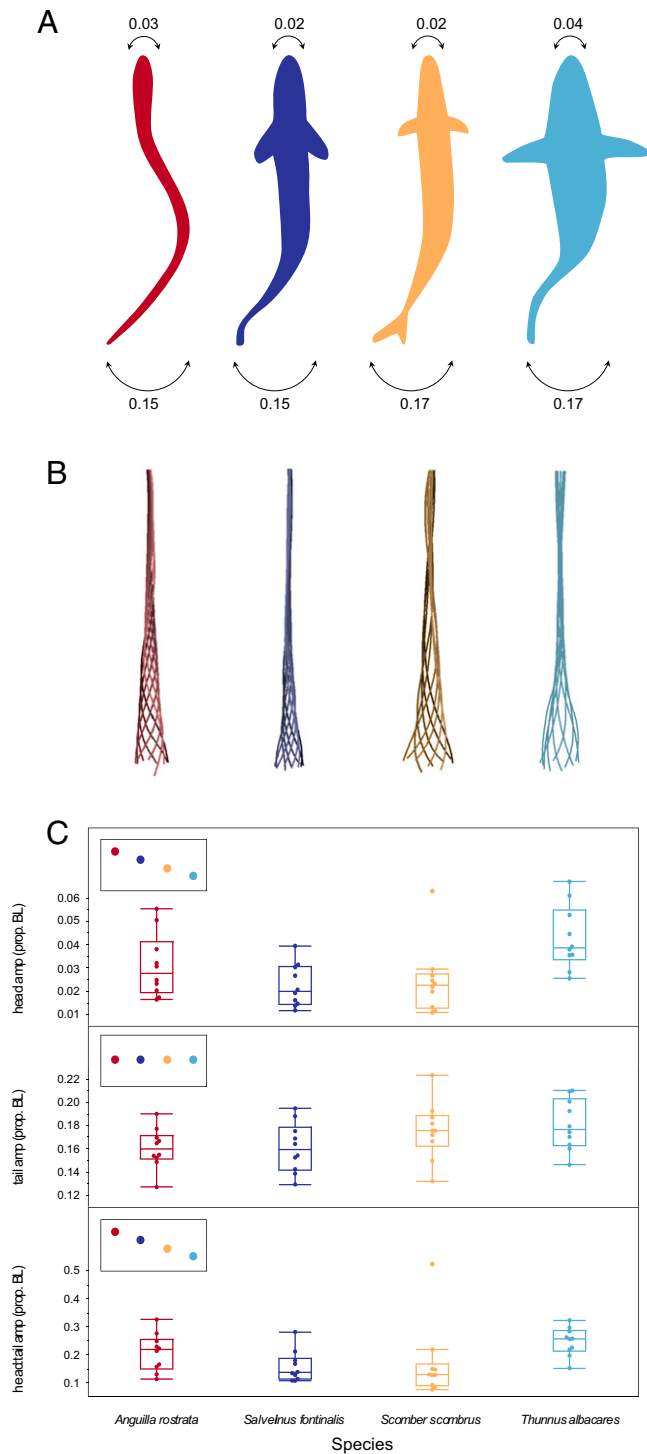 A
0.03 0.02 0.02 0.04
0.15 0.15 0.17 0.17
B
C
head amp (prop. BL)
0.06
0.05
0.04
0.03
0.02
0.01
tail amp (prop. BL)
0.22
0.20
0.18
0.16
0.14
0.12
head:tail amp (prop. BL)
0.5
0.4
0.3
0.2
0.1
Anguilla rostrata Salvelinus fontinalis Scomber scombrus Thunnus albacares
Species